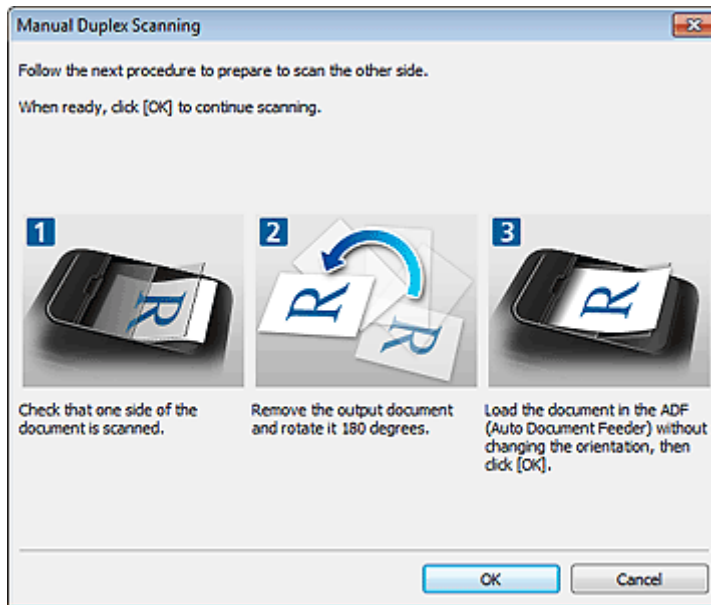 Manual Duplex Scanning
Follow the next procedure to prepare to scan the other side.
When ready, click [OK] to continue scanning.
1
R
Check that one side of the
document is scanned.
2
R
R
Remove the output document
and rotate it 180 degrees.
3
R
Load the document in the ADF
(Auto Document Feeder) without
changing the orientation, then
click [OK].
OK
Cancel